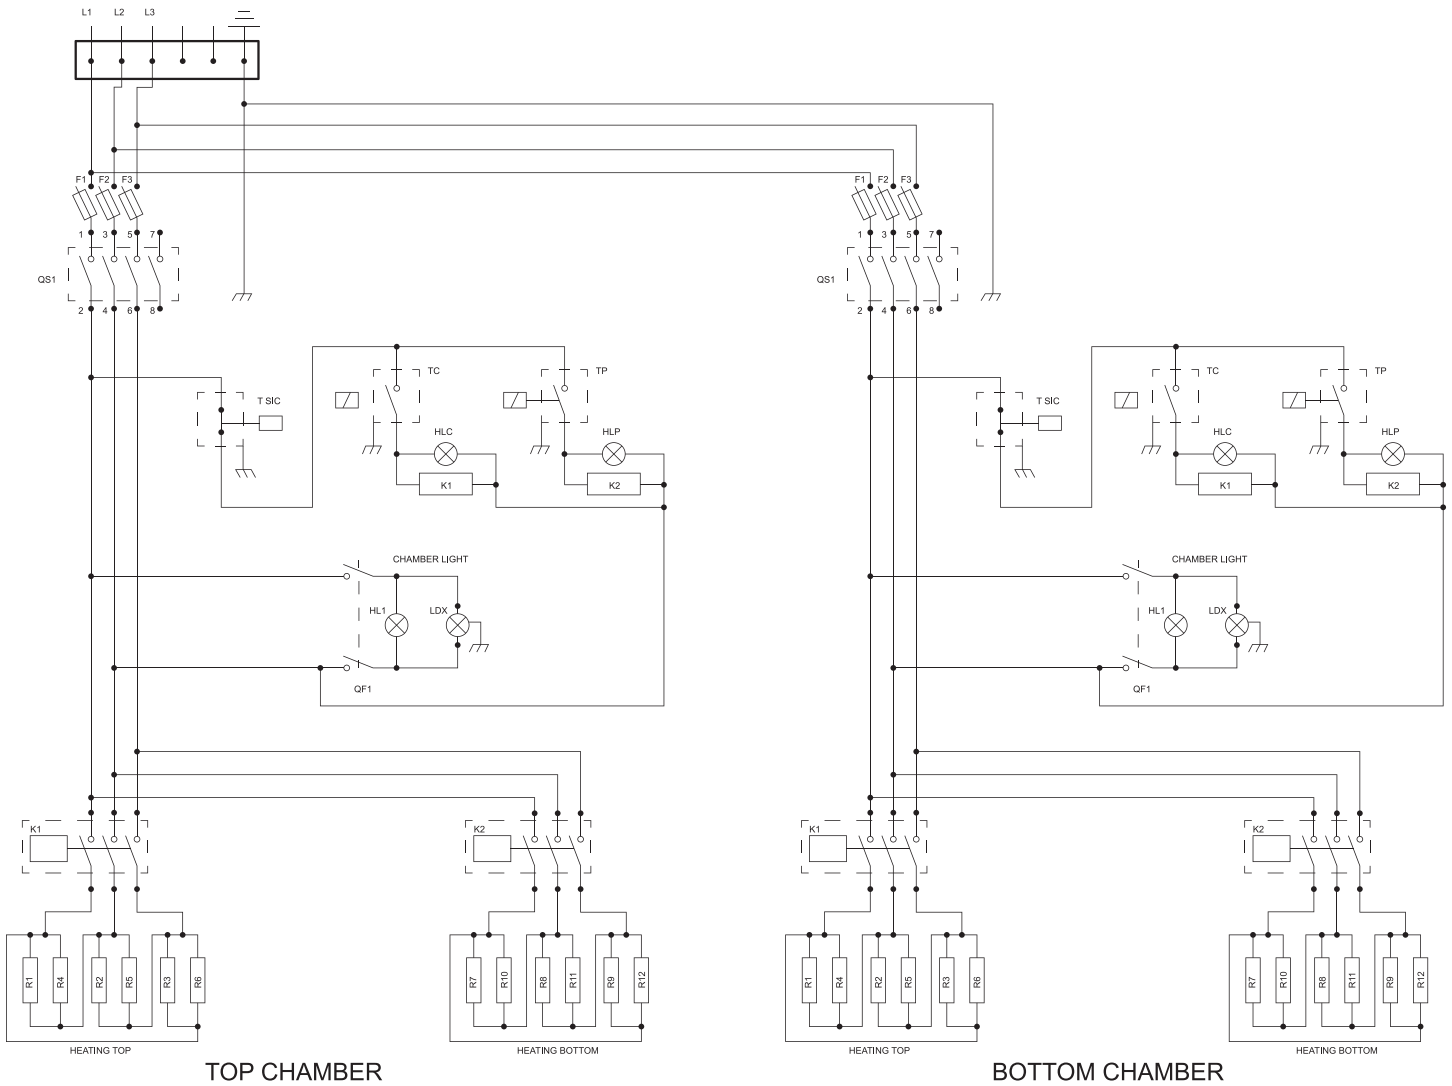 L1 L2 L3
F1 F2 F3 F1 F2 F3
1 3 5 7 1 3 5 7
QS1 QS1
2 4 6 8 2 4 6 8
TC TP TC TP
T SIC T SIC
HLC HLP HLC HLP
K1 K2 K1 K2
CHAMBER LIGHT CHAMBER LIGHT
HL1 LDX HL1 LDX
QF1 QF1
K1 K2 K1 K2
R1 R4 R2 R5 R3 R6 R7 R10 R8 R11 R9 R12 R1 R4 R2 R5 R3 R6 R7 R10 R8 R11 R9 R12
HEATING TOP HEATING BOTTOM HEATING TOP HEATING BOTTOM
TOP CHAMBER BOTTOM CHAMBER